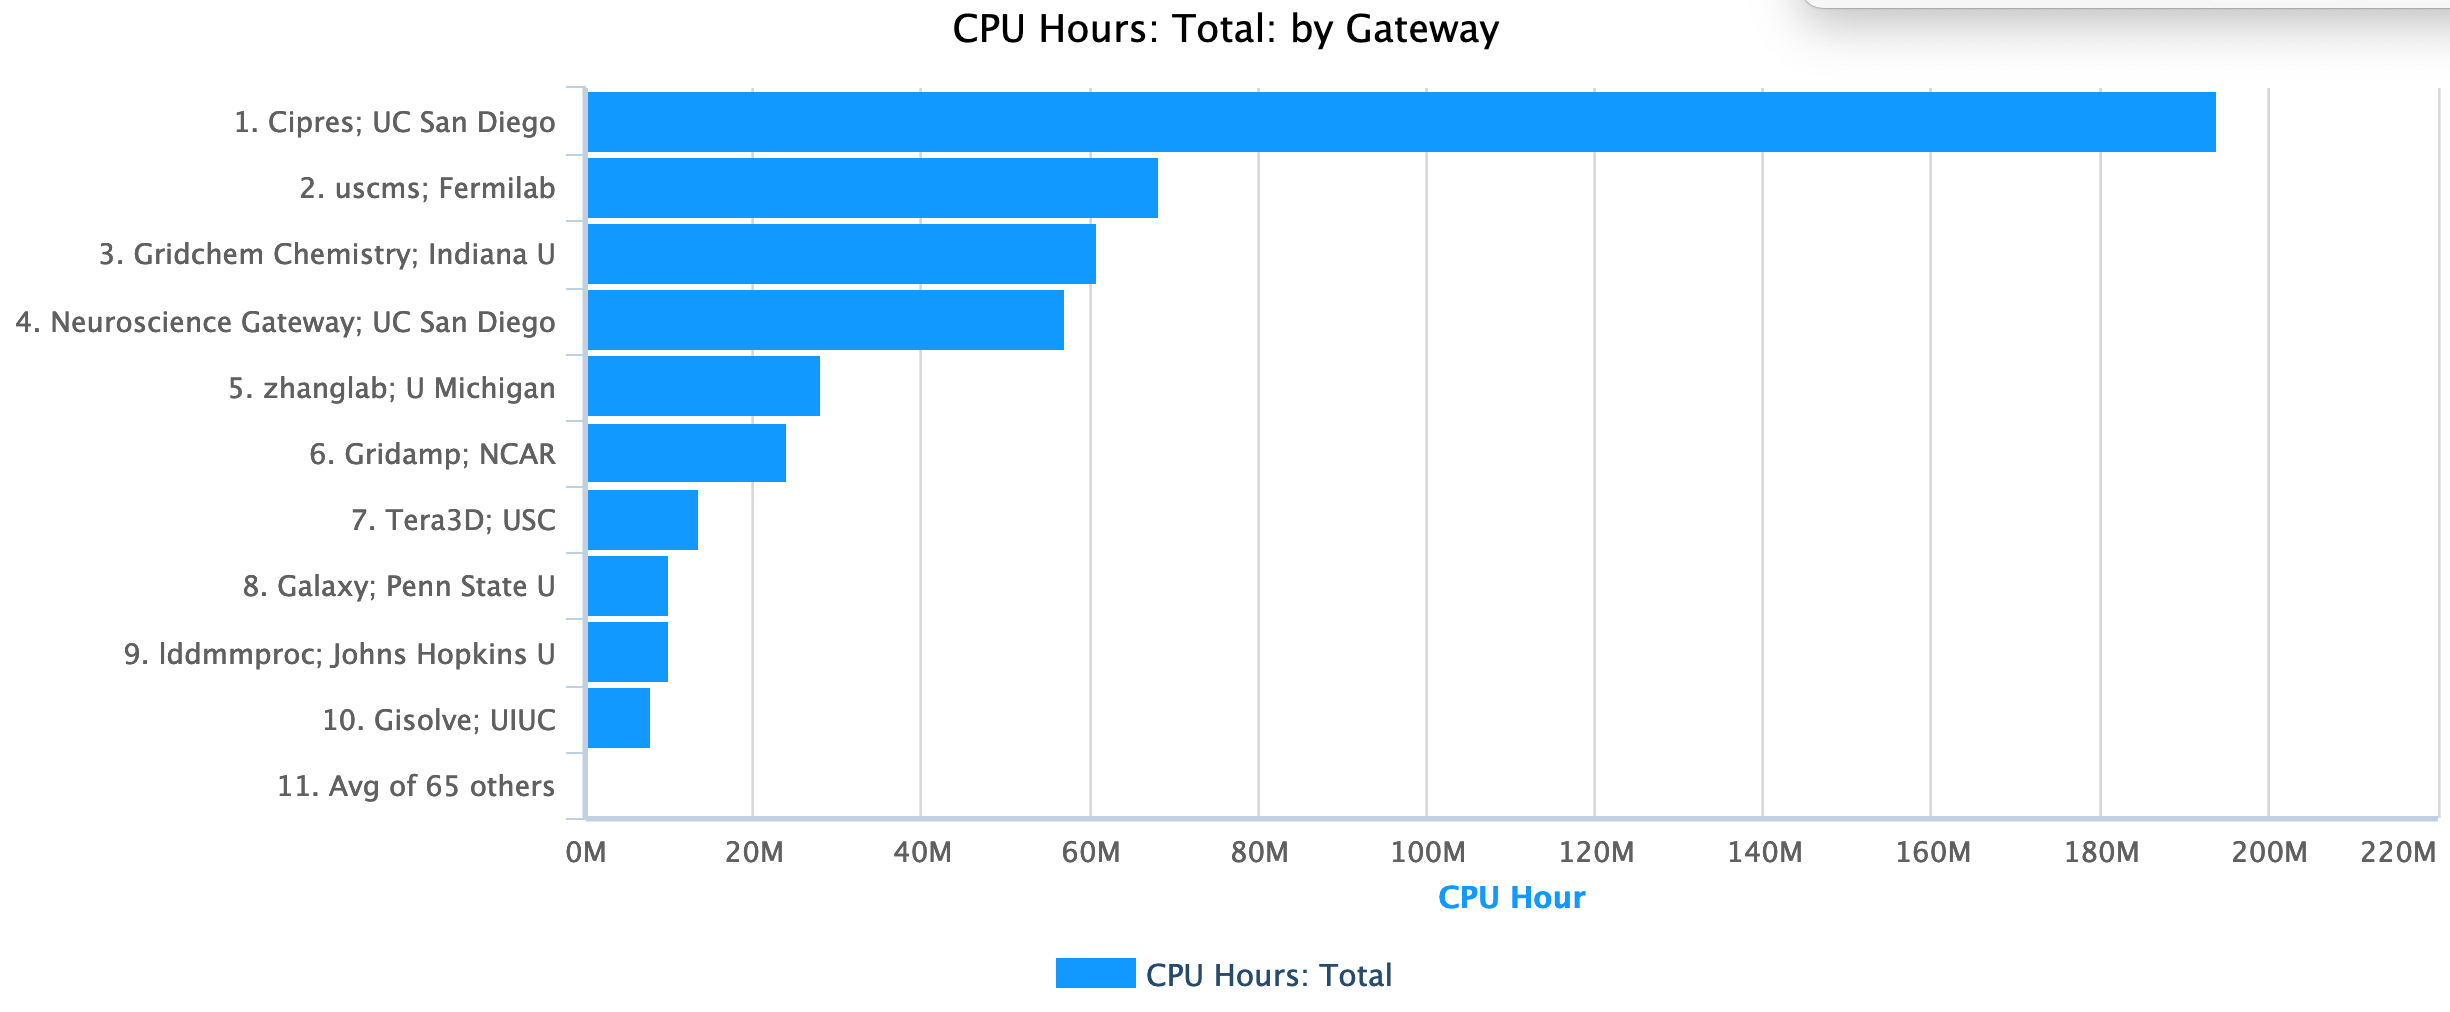 CPU Hours: Total: by Gateway
1. Cipres; UC San Diego
2. uscms; Fermilab
3. Gridchem Chemistry; Indiana U
4. Neuroscience Gateway; UC San Diego
5. zhanglab; U Michigan
6. Gridamp; NCAR
7. Tera3D; USC
8. Galaxy; Penn State U
9. lddmmproc; Johns Hopkins U
10. Gisolve; UIUC
11. Avg of 65 others
0M 20M 40M 60M 80M 100M 120M 140M 160M 180M 200M 220M
CPU Hour
CPU Hours: Total